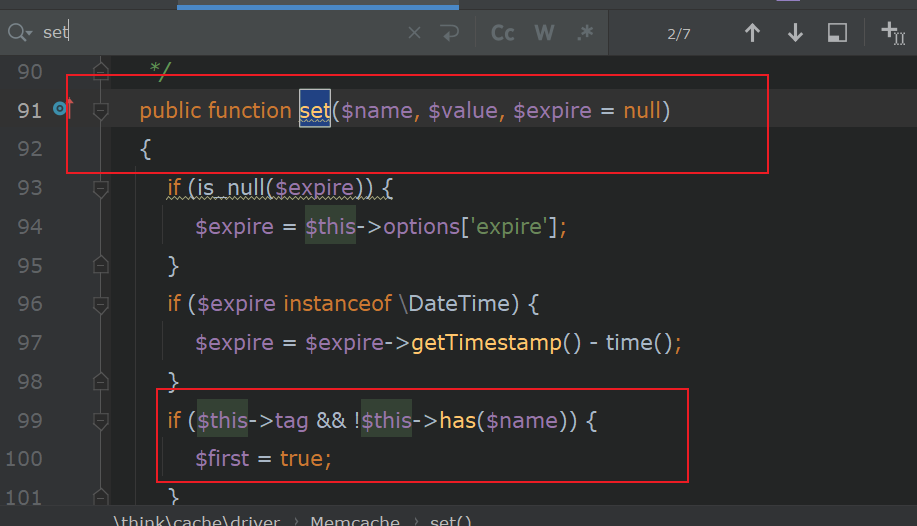 set Cc W .* 2/7
90 */
91 public function set($name, $value, $expire = null)
92 {
93 if (is_null($expire)) {
94 $expire = $this->options['expire'];
95 }
96 if ($expire instanceof \DateTime) {
97 $expire = $expire->getTimestamp() - time();
98 }
99 if ($this->tag && !$this->has($name)) {
100 $first = true;
101 }
\think\cache\driver › Memcache › set()